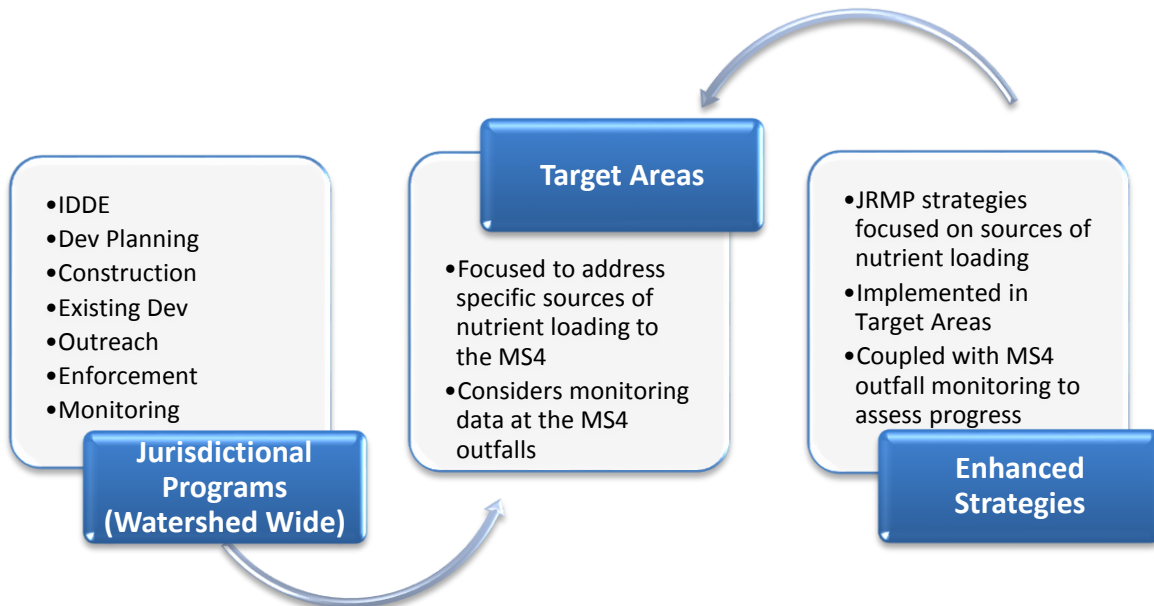 •IDDE
•Dev Planning
•Construction
•Existing Dev
•Outreach
•Enforcement
•Monitoring
Jurisdictional
Programs
(Watershed Wide)
Target Areas
•Focused to address
specific sources of
nutrient loading to
the MS4
•Considers monitoring
data at the MS4
outfalls
•JRMP strategies
focused on sources of
nutrient loading
•Implemented in
Target Areas
•Coupled with MS4
outfall monitoring to
assess progress
Enhanced
Strategies